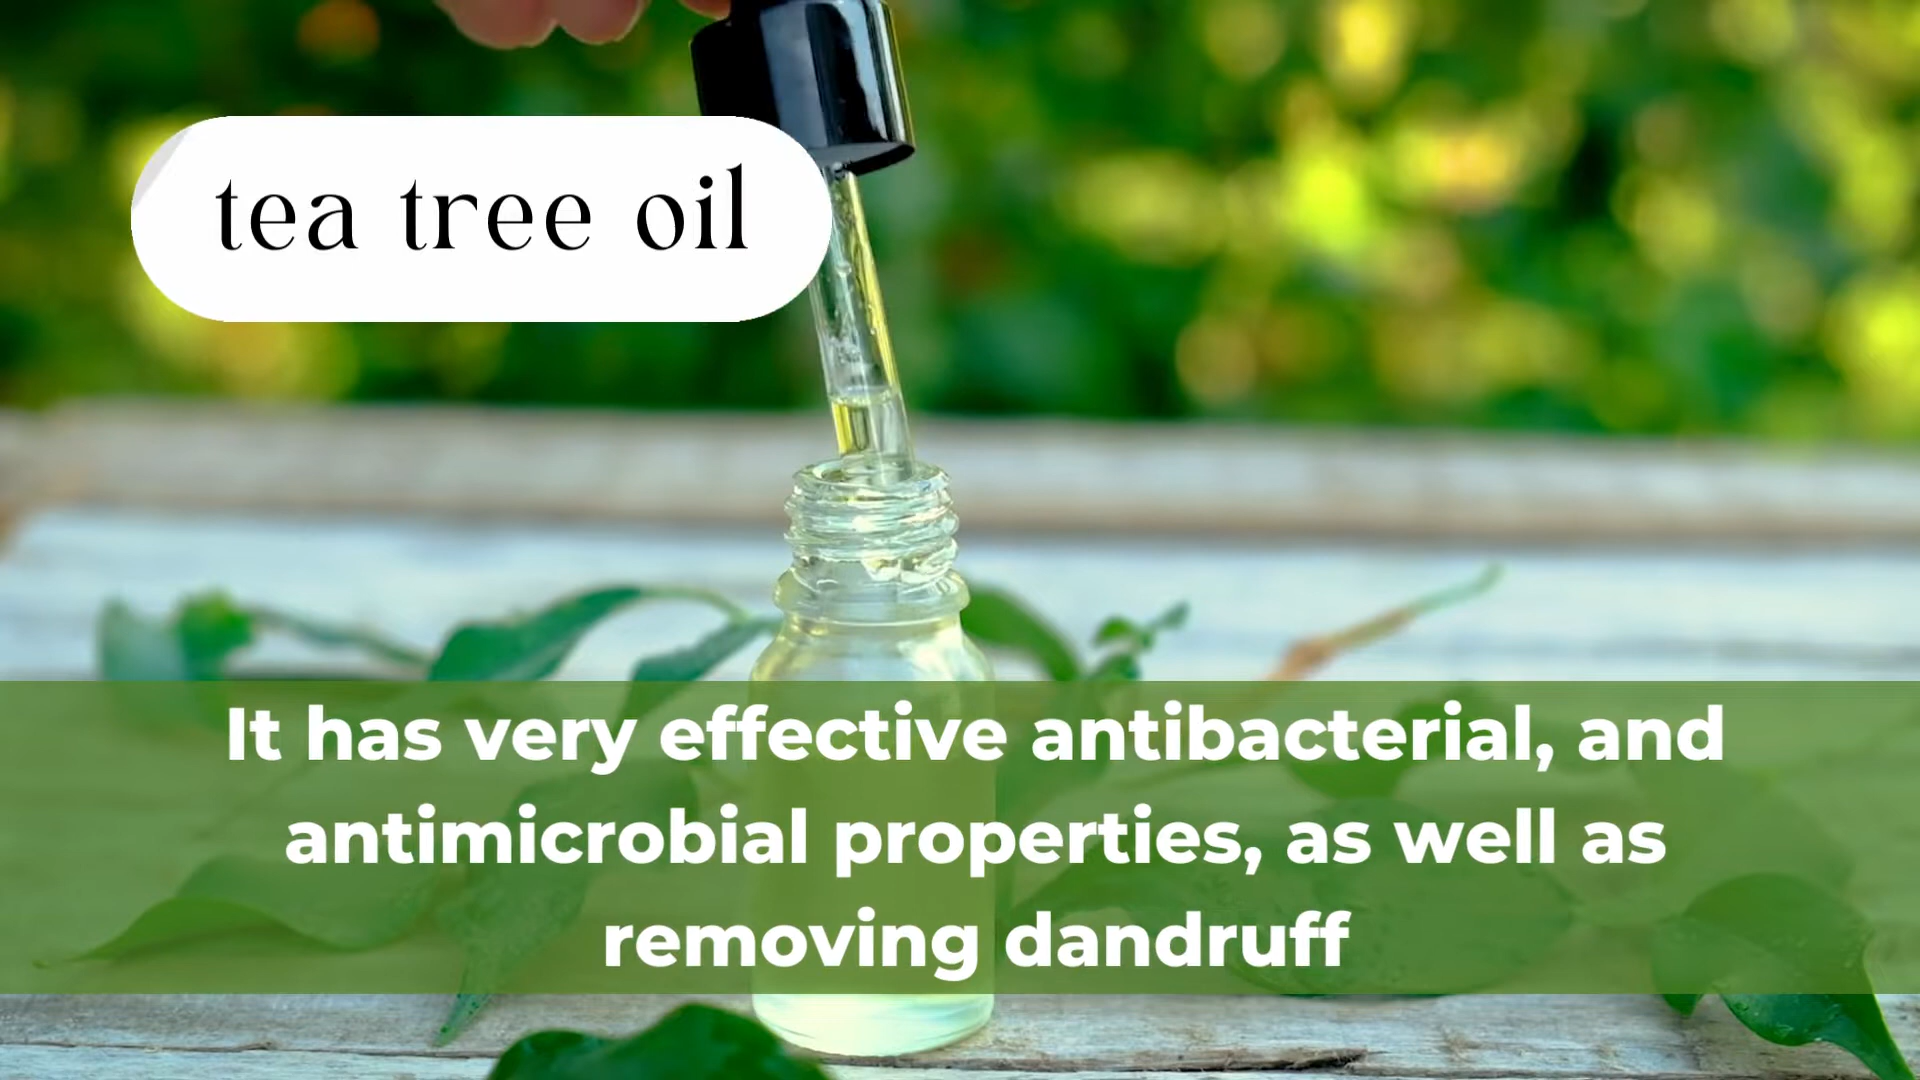 tea tree oil
It has very effective antibacterial, and
antimicrobial properties, as well as
removing dandruff